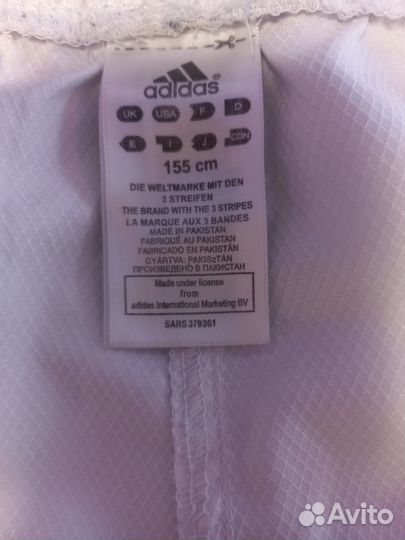 adidas®
UK USA F D
E I J CDN
155 cm
DIE WELTMARKE MIT DEN
3 STREIFEN
THE BRAND WITH THE 3 STRIPES
LA MARQUE AUX 3 BANDES
MADE IN PAKISTAN
FABRIQUÉ AU PAKISTAN
FABRICADO EN PAKISTÁN
GYÁRTVA: PAKISzTÁN
ПРОИЗВЕДЕНО В ПАКИСТАН
Made under license
from
adidas International Marketing BV
SARS 379361
Avito